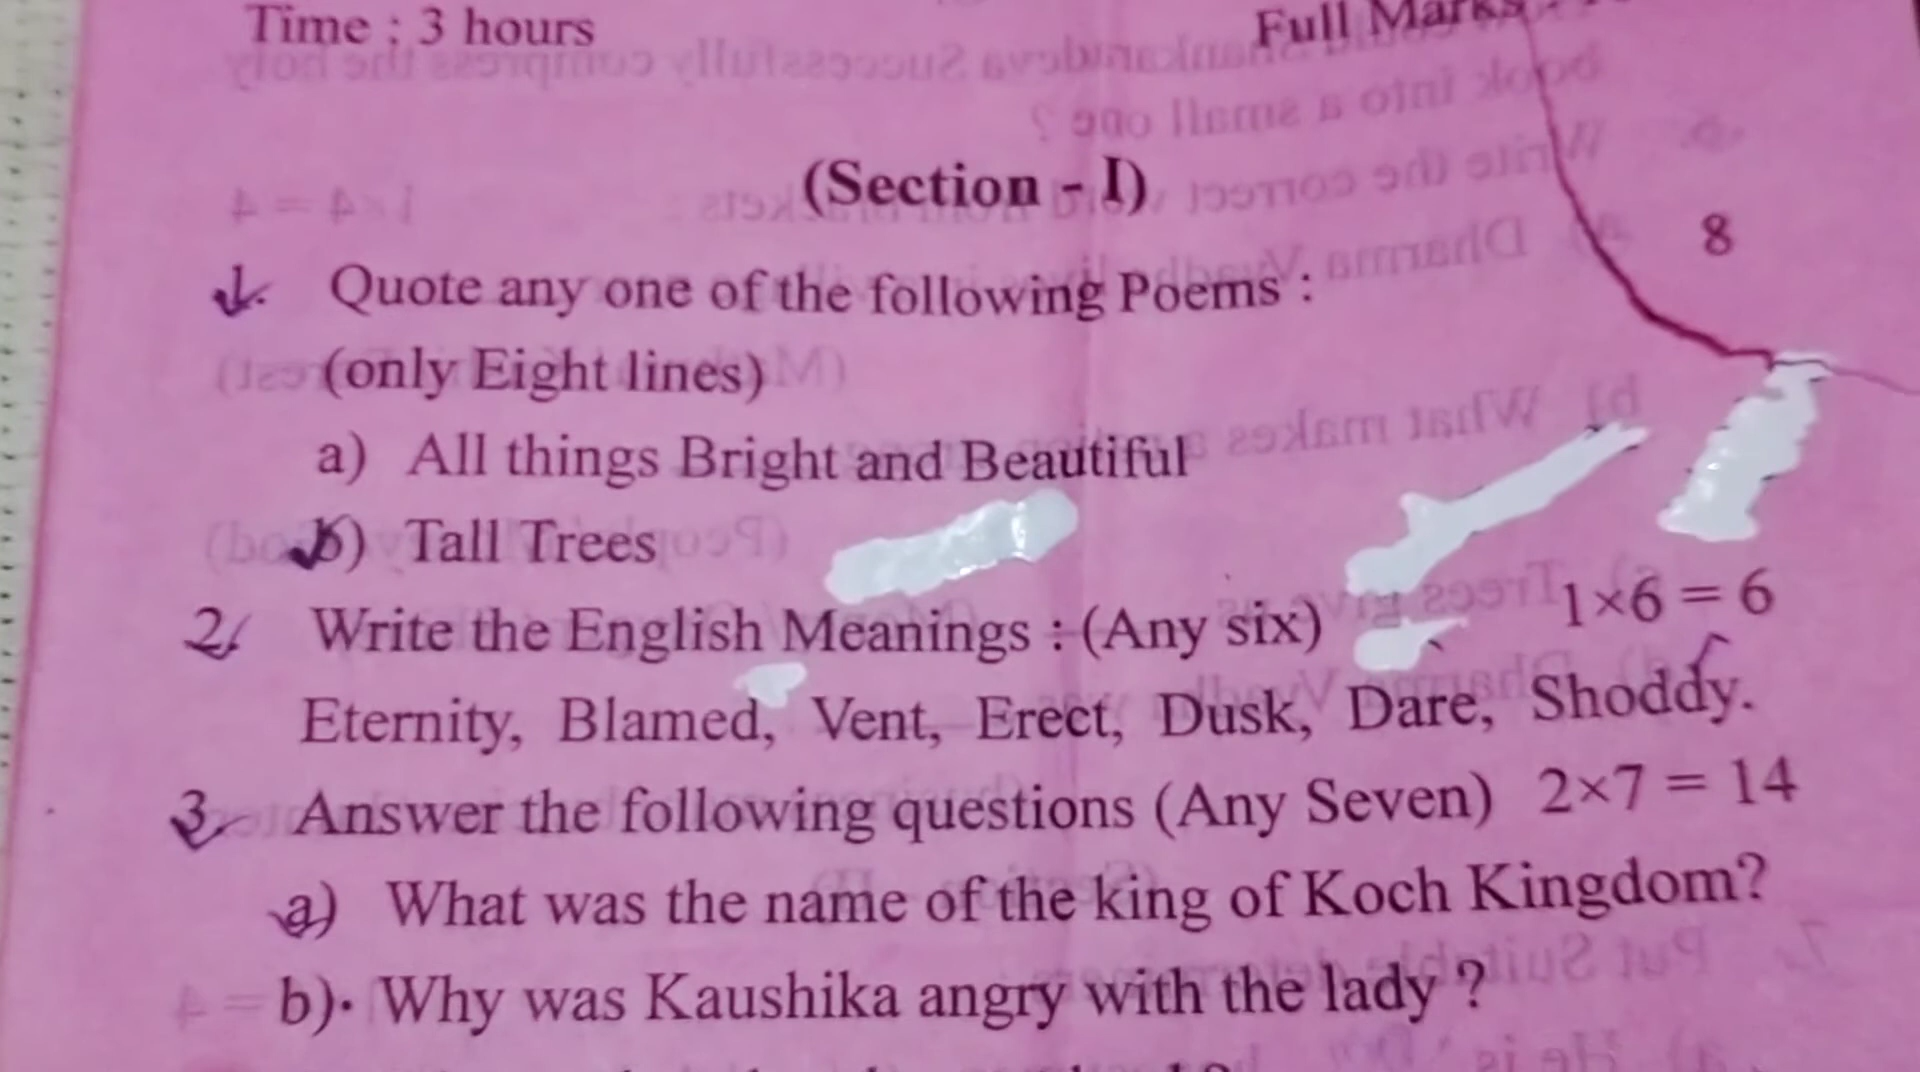 Time : 3 hours
Full Marks
(Section - I)
1. Quote any one of the following Poems : 8
(only Eight lines)
a) All things Bright and Beautiful
b) Tall Trees
2. Write the English Meanings : (Any six) 1×6 = 6
Eternity, Blamed, Vent, Erect, Dusk, Dare, Shoddy.
3. Answer the following questions (Any Seven) 2×7 = 14
a) What was the name of the king of Koch Kingdom?
b) Why was Kaushika angry with the lady ?